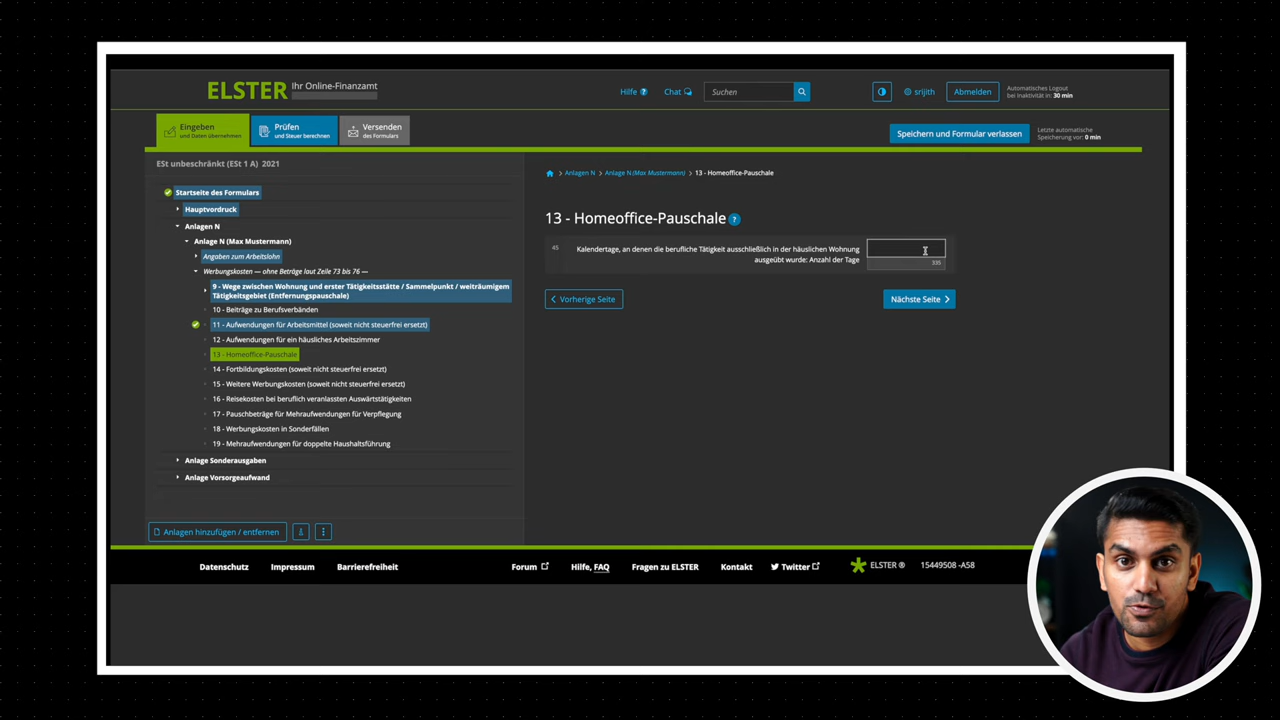 ELSTER Ihr Online-Finanzamt
Hilfe ?
Chat
Suchen
srijith
Abmelden
Automatisches Logout
bei Inaktivität in: 30 min
Eingeben
und Daten übernehmen
Prüfen
und Steuer berechnen
Versenden
des Formulars
Speichern und Formular verlassen
Letzte automatische
Speicherung vor: 0 min
ESt unbeschränkt (ESt 1 A) 2021
Startseite des Formulars
Hauptvordruck
Anlagen N
Anlage N (Max Mustermann)
Angaben zum Arbeitslohn
Werbungskosten — ohne Beträge laut Zeile 73 bis 76 —
9 - Wege zwischen Wohnung und erster Tätigkeitsstätte / Sammelpunkt / weiträumigem
Tätigkeitsgebiet (Entfernungspauschale)
10 - Beiträge zu Berufsverbänden
11 - Aufwendungen für Arbeitsmittel (soweit nicht steuerfrei ersetzt)
12 - Aufwendungen für ein häusliches Arbeitszimmer
13 - Homeoffice-Pauschale
14 - Fortbildungskosten (soweit nicht steuerfrei ersetzt)
15 - Weitere Werbungskosten (soweit nicht steuerfrei ersetzt)
16 - Reisekosten bei beruflich veranlassten Auswärtstätigkeiten
17 - Pauschbeträge für Mehraufwendungen für Verpflegung
18 - Werbungskosten in Sonderfällen
19 - Mehraufwendungen für doppelte Haushaltsführung
Anlage Sonderausgaben
Anlage Vorsorgeaufwand
Anlagen hinzufügen / entfernen
Anlagen N > Anlage N (Max Mustermann) > 13 - Homeoffice-Pauschale
13 - Homeoffice-Pauschale ?
45 Kalendertage, an denen die berufliche Tätigkeit ausschließlich in der häuslichen Wohnung
ausgeübt wurde: Anzahl der Tage
335
Vorherige Seite
Nächste Seite
Datenschutz
Impressum
Barrierefreiheit
Forum
Hilfe, FAQ
Fragen zu ELSTER
Kontakt
Twitter
ELSTER ®
15449508 -A58